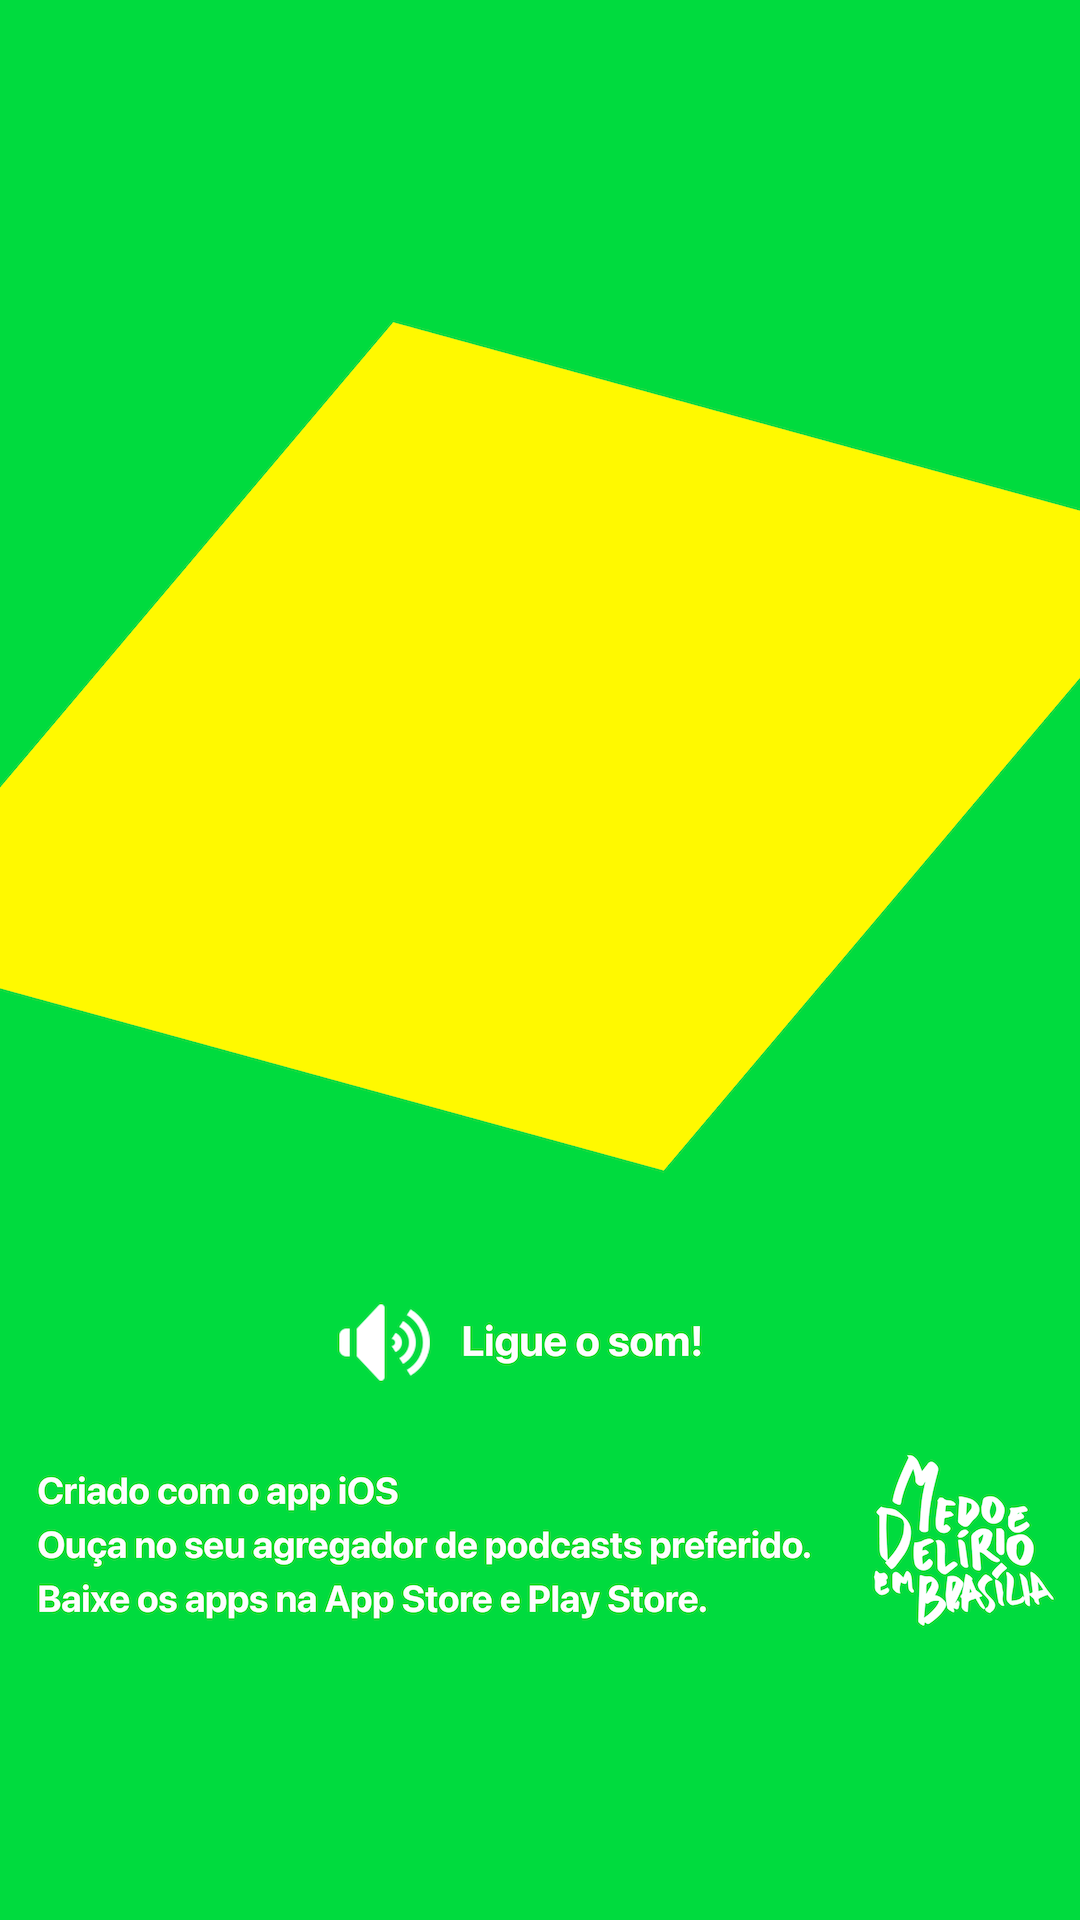 Ligue o som!
Criado com o app iOS
Ouça no seu agregador de podcasts preferido.
Baixe os apps na App Store e Play Store.
MEDO E
DELÍRIO
EM BRASÍLIA